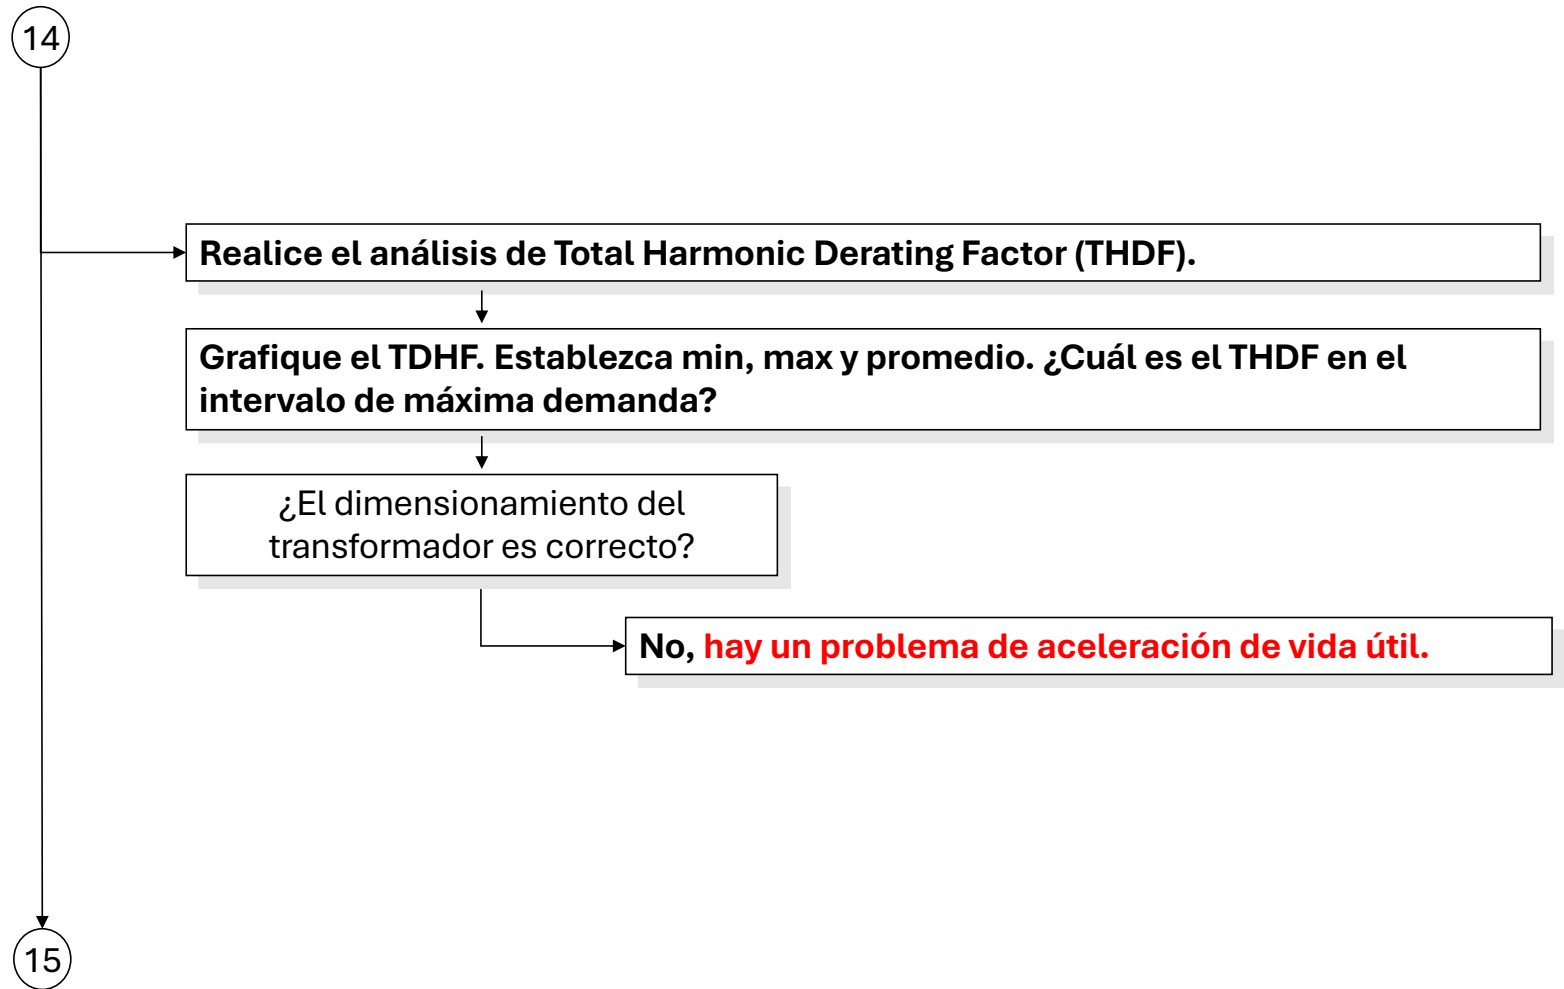 14
Realice el análisis de Total Harmonic Derating Factor (THDF).
Grafique el TDHF. Establezca min, max y promedio. ¿Cuál es el THDF en el
intervalo de máxima demanda?
¿El dimensionamiento del
transformador es correcto?
No, hay un problema de aceleración de vida útil.
15